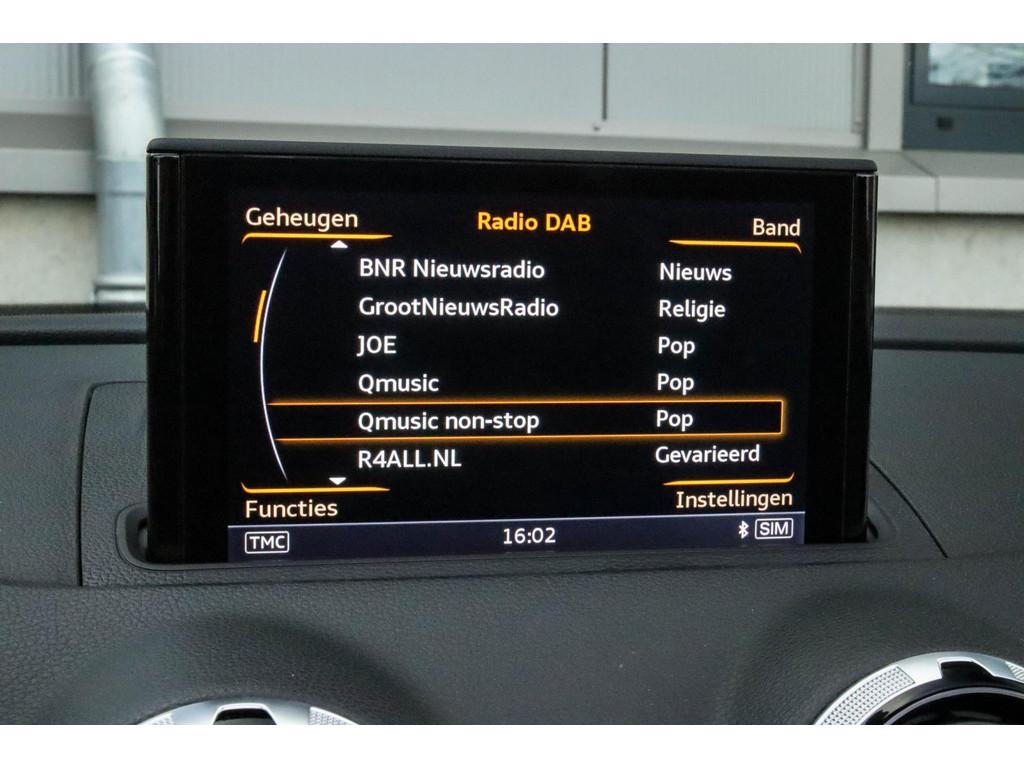 Geheugen Radio DAB Band
BNR Nieuwsradio Nieuws
GrootNieuwsRadio Religie
JOE Pop
Qmusic Pop
Qmusic non-stop Pop
R4ALL.NL Gevarieerd
Functies Instellingen
TMC 16:02 SIM